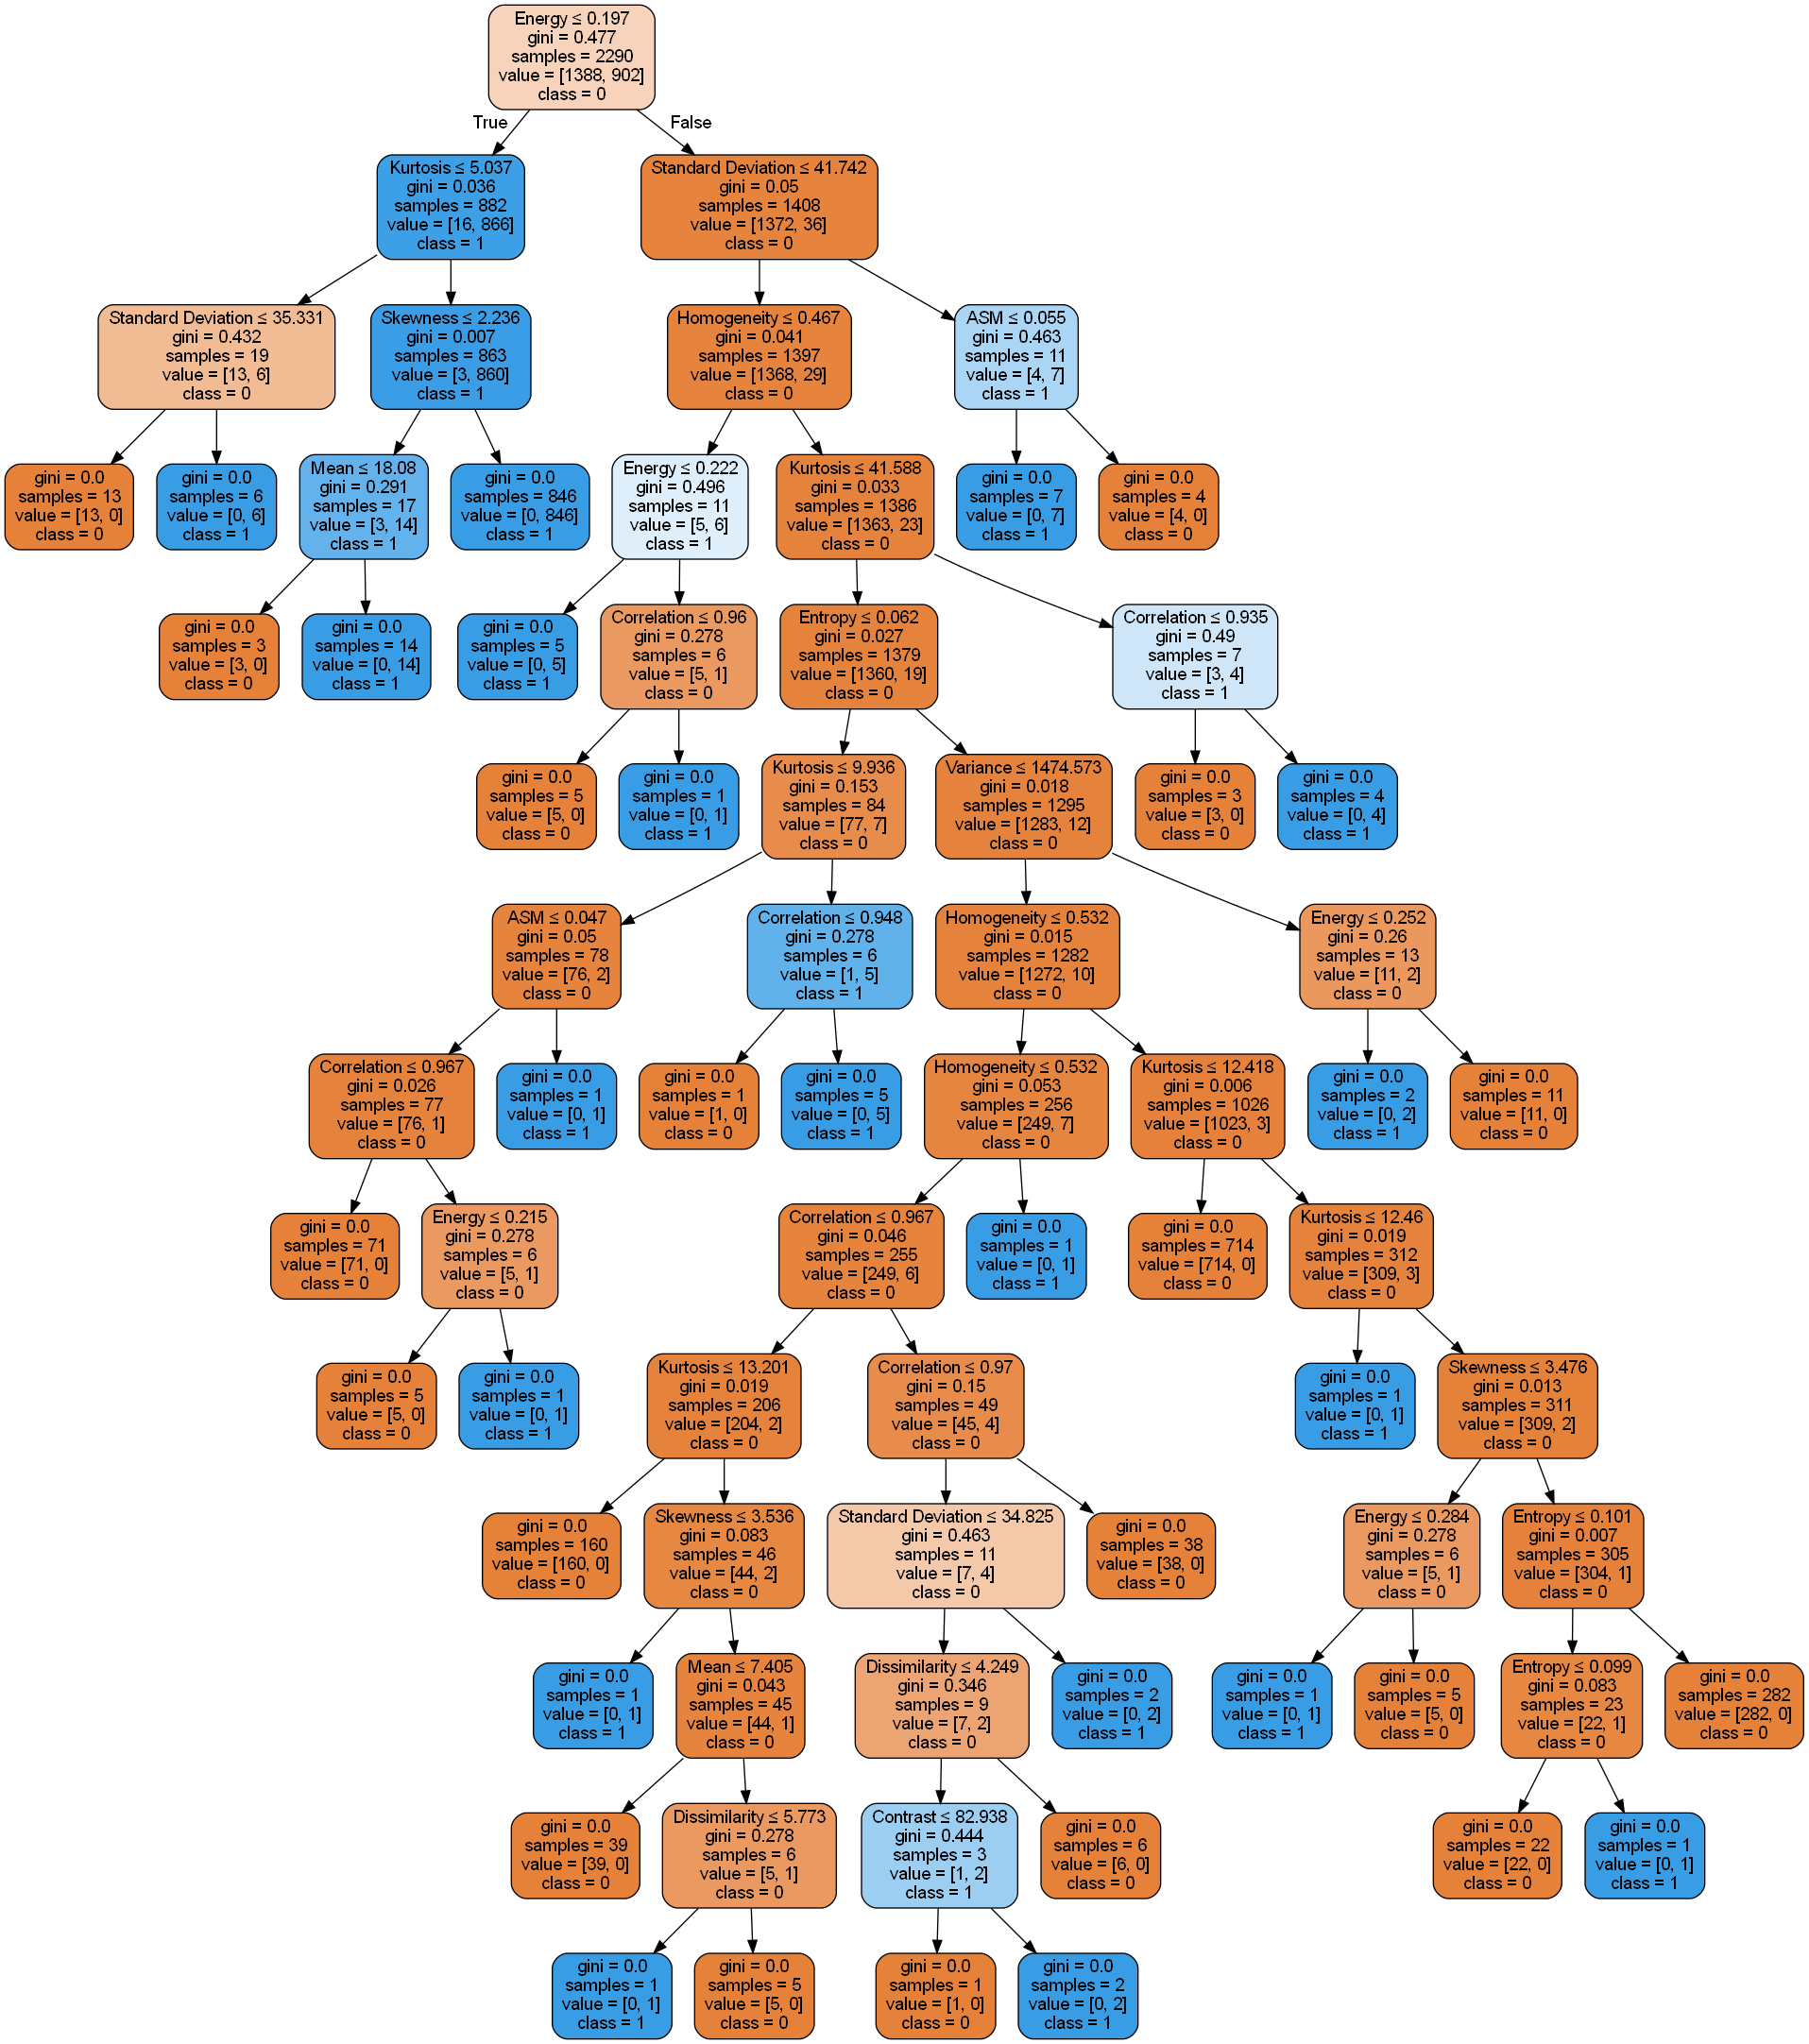 Energy ≤ 0.197
gini = 0.477
samples = 2290
value = [1388, 902]
class = 0
True
False
Kurtosis ≤ 5.037
gini = 0.036
samples = 882
value = [16, 866]
class = 1
Standard Deviation ≤ 41.742
gini = 0.05
samples = 1408
value = [1372, 36]
class = 0
Standard Deviation ≤ 35.331
gini = 0.432
samples = 19
value = [13, 6]
class = 0
Skewness ≤ 2.236
gini = 0.007
samples = 863
value = [3, 860]
class = 1
Homogeneity ≤ 0.467
gini = 0.041
samples = 1397
value = [1368, 29]
class = 0
ASM ≤ 0.055
gini = 0.463
samples = 11
value = [4, 7]
class = 1
gini = 0.0
samples = 13
value = [13, 0]
class = 0
gini = 0.0
samples = 6
value = [0, 6]
class = 1
Mean ≤ 18.08
gini = 0.291
samples = 17
value = [3, 14]
class = 1
gini = 0.0
samples = 846
value = [0, 846]
class = 1
Energy ≤ 0.222
gini = 0.496
samples = 11
value = [5, 6]
class = 1
Kurtosis ≤ 41.588
gini = 0.033
samples = 1386
value = [1363, 23]
class = 0
gini = 0.0
samples = 7
value = [0, 7]
class = 1
gini = 0.0
samples = 4
value = [4, 0]
class = 0
gini = 0.0
samples = 3
value = [3, 0]
class = 0
gini = 0.0
samples = 14
value = [0, 14]
class = 1
gini = 0.0
samples = 5
value = [0, 5]
class = 1
Correlation ≤ 0.96
gini = 0.278
samples = 6
value = [5, 1]
class = 0
Entropy ≤ 0.062
gini = 0.027
samples = 1379
value = [1360, 19]
class = 0
Correlation ≤ 0.935
gini = 0.49
samples = 7
value = [3, 4]
class = 1
gini = 0.0
samples = 5
value = [5, 0]
class = 0
gini = 0.0
samples = 1
value = [0, 1]
class = 1
Kurtosis ≤ 9.936
gini = 0.153
samples = 84
value = [77, 7]
class = 0
Variance ≤ 1474.573
gini = 0.018
samples = 1295
value = [1283, 12]
class = 0
gini = 0.0
samples = 3
value = [3, 0]
class = 0
gini = 0.0
samples = 4
value = [0, 4]
class = 1
ASM ≤ 0.047
gini = 0.05
samples = 78
value = [76, 2]
class = 0
Correlation ≤ 0.948
gini = 0.278
samples = 6
value = [1, 5]
class = 1
Homogeneity ≤ 0.532
gini = 0.015
samples = 1282
value = [1272, 10]
class = 0
Energy ≤ 0.252
gini = 0.26
samples = 13
value = [11, 2]
class = 0
Correlation ≤ 0.967
gini = 0.026
samples = 77
value = [76, 1]
class = 0
gini = 0.0
samples = 1
value = [0, 1]
class = 1
gini = 0.0
samples = 1
value = [1, 0]
class = 0
gini = 0.0
samples = 5
value = [0, 5]
class = 1
Homogeneity ≤ 0.532
gini = 0.053
samples = 256
value = [249, 7]
class = 0
Kurtosis ≤ 12.418
gini = 0.006
samples = 1026
value = [1023, 3]
class = 0
gini = 0.0
samples = 2
value = [0, 2]
class = 1
gini = 0.0
samples = 11
value = [11, 0]
class = 0
gini = 0.0
samples = 71
value = [71, 0]
class = 0
Energy ≤ 0.215
gini = 0.278
samples = 6
value = [5, 1]
class = 0
Correlation ≤ 0.967
gini = 0.046
samples = 255
value = [249, 6]
class = 0
gini = 0.0
samples = 1
value = [0, 1]
class = 1
gini = 0.0
samples = 714
value = [714, 0]
class = 0
Kurtosis ≤ 12.46
gini = 0.019
samples = 312
value = [309, 3]
class = 0
gini = 0.0
samples = 5
value = [5, 0]
class = 0
gini = 0.0
samples = 1
value = [0, 1]
class = 1
Kurtosis ≤ 13.201
gini = 0.019
samples = 206
value = [204, 2]
class = 0
Correlation ≤ 0.97
gini = 0.15
samples = 49
value = [45, 4]
class = 0
gini = 0.0
samples = 1
value = [0, 1]
class = 1
Skewness ≤ 3.476
gini = 0.013
samples = 311
value = [309, 2]
class = 0
gini = 0.0
samples = 160
value = [160, 0]
class = 0
Skewness ≤ 3.536
gini = 0.083
samples = 46
value = [44, 2]
class = 0
Standard Deviation ≤ 34.825
gini = 0.463
samples = 11
value = [7, 4]
class = 0
gini = 0.0
samples = 38
value = [38, 0]
class = 0
Energy ≤ 0.284
gini = 0.278
samples = 6
value = [5, 1]
class = 0
Entropy ≤ 0.101
gini = 0.007
samples = 305
value = [304, 1]
class = 0
gini = 0.0
samples = 1
value = [0, 1]
class = 1
Mean ≤ 7.405
gini = 0.043
samples = 45
value = [44, 1]
class = 0
Dissimilarity ≤ 4.249
gini = 0.346
samples = 9
value = [7, 2]
class = 0
gini = 0.0
samples = 2
value = [0, 2]
class = 1
gini = 0.0
samples = 1
value = [0, 1]
class = 1
gini = 0.0
samples = 5
value = [5, 0]
class = 0
Entropy ≤ 0.099
gini = 0.083
samples = 23
value = [22, 1]
class = 0
gini = 0.0
samples = 282
value = [282, 0]
class = 0
gini = 0.0
samples = 39
value = [39, 0]
class = 0
Dissimilarity ≤ 5.773
gini = 0.278
samples = 6
value = [5, 1]
class = 0
Contrast ≤ 82.938
gini = 0.444
samples = 3
value = [1, 2]
class = 1
gini = 0.0
samples = 6
value = [6, 0]
class = 0
gini = 0.0
samples = 22
value = [22, 0]
class = 0
gini = 0.0
samples = 1
value = [0, 1]
class = 1
gini = 0.0
samples = 1
value = [0, 1]
class = 1
gini = 0.0
samples = 5
value = [5, 0]
class = 0
gini = 0.0
samples = 1
value = [1, 0]
class = 0
gini = 0.0
samples = 2
value = [0, 2]
class = 1